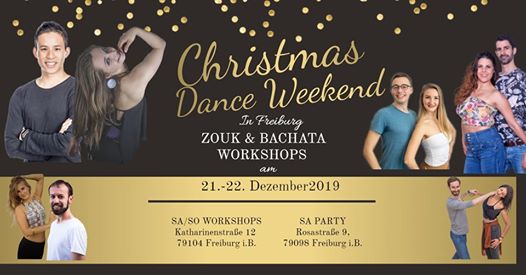 Christmas
Dance Weekend
In Freiburg
ZOUK & BACHATA
WORKSHOPS
am
21.-22. Dezember2019
SA/SO WORKSHOPS
Katharinenstraße 12
79104 Freiburg i.B.
SA PARTY
Rosastraße 9,
79098 Freiburg i.B.